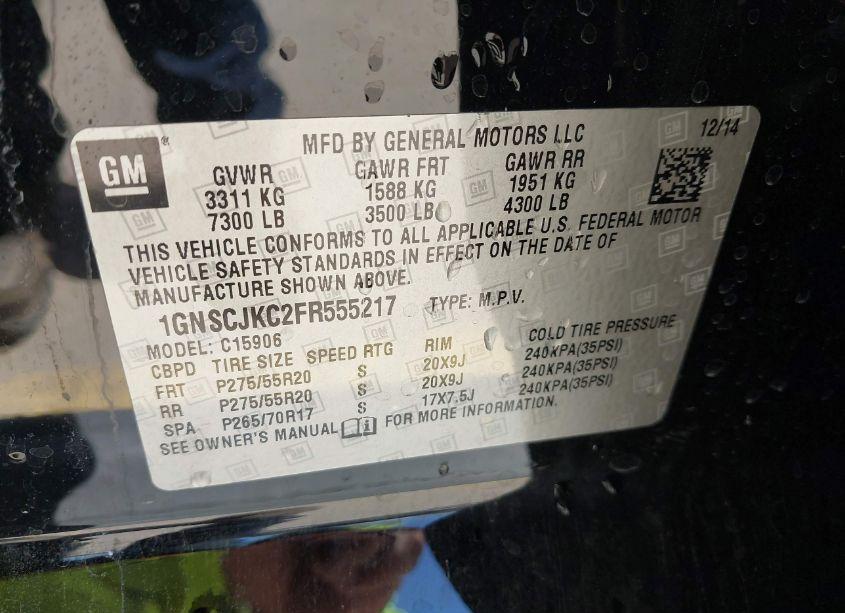 MFD BY GENERAL MOTORS LLC 12/14
GM
GVWR GAWR FRT GAWR RR
3311 KG 1588 KG 1951 KG
7300 LB 3500 LB 4300 LB
THIS VEHICLE CONFORMS TO ALL APPLICABLE U.S. FEDERAL MOTOR
VEHICLE SAFETY STANDARDS IN EFFECT ON THE DATE OF
MANUFACTURE SHOWN ABOVE.
1GNSCJKC2FR555217 TYPE: M.P.V.
MODEL: C15906
CBPD TIRE SIZE SPEED RTG RIM COLD TIRE PRESSURE
FRT P275/55R20 S 20X9J 240KPA(35PSI)
RR P275/55R20 S 20X9J 240KPA(35PSI)
SPA P265/70R17 S 17X7.5J 240KPA(35PSI)
SEE OWNER'S MANUAL FOR MORE INFORMATION.